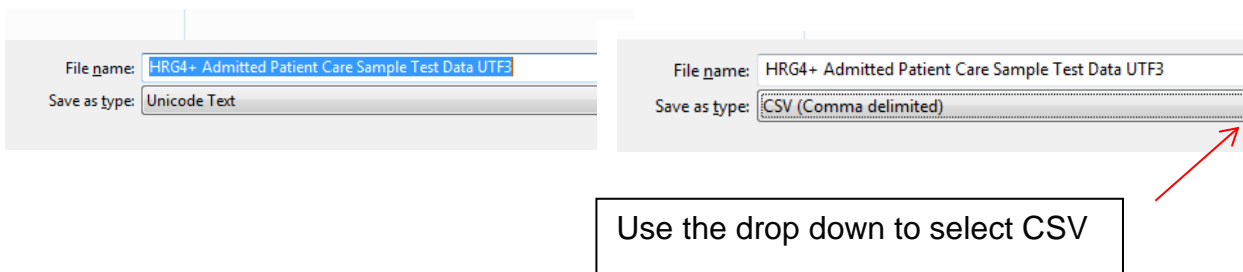 File name: HRG4+ Admitted Patient Care Sample Test Data UTF3
Save as type: Unicode Text
File name: HRG4+ Admitted Patient Care Sample Test Data UTF3
Save as type: CSV (Comma delimited)
Use the drop down to select CSV